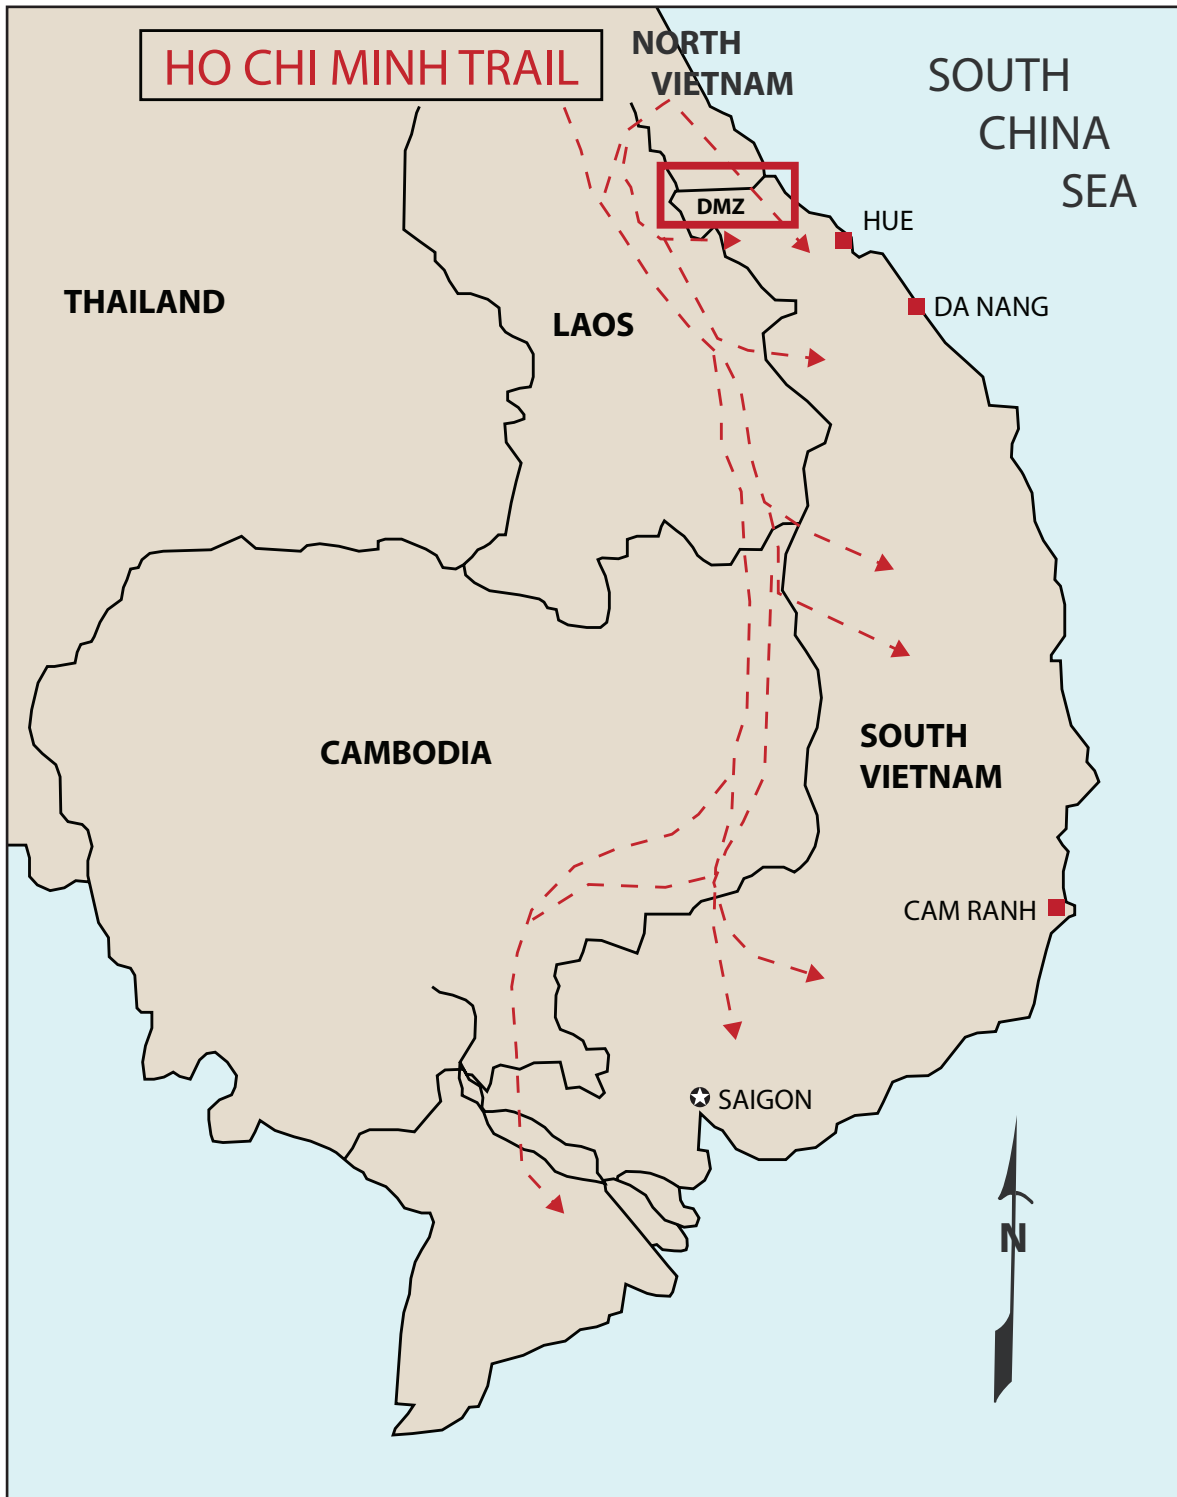 HO CHI MINH TRAIL
NORTH
VIETNAM
SOUTH
CHINA
SEA
DMZ
HUE
THAILAND
LAOS
DA NANG
CAMBODIA
SOUTH
VIETNAM
CAM RANH
SAIGON
N